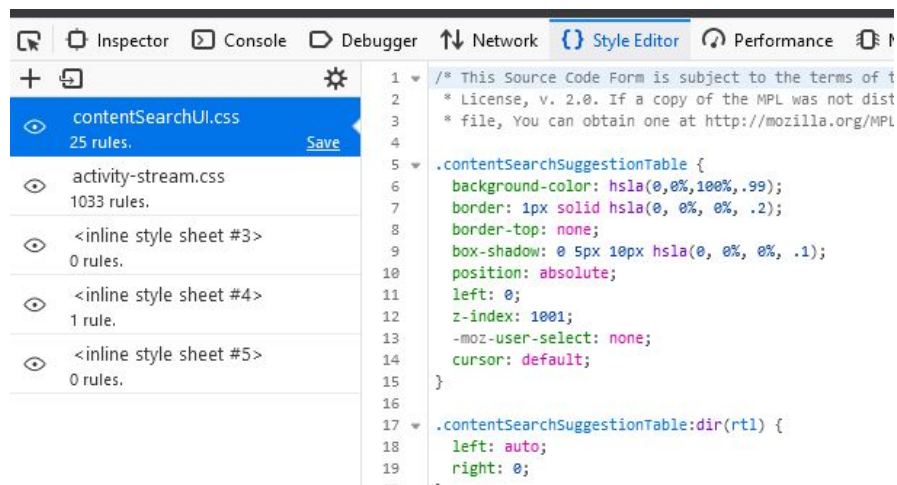 Inspector Console Debugger Network {} Style Editor Performance
contentSearchUI.css
25 rules. Save
activity-stream.css
1033 rules.
<inline style sheet #3>
0 rules.
<inline style sheet #4>
1 rule.
<inline style sheet #5>
0 rules.
1 /* This Source Code Form is subject to the terms of t
2 * License, v. 2.0. If a copy of the MPL was not dist
3 * file, You can obtain one at http://mozilla.org/MPL
4
5 .contentSearchSuggestionTable {
6 background-color: hsla(0,0%,100%,.99);
7 border: 1px solid hsla(0, 0%, 0%, .2);
8 border-top: none;
9 box-shadow: 0 5px 10px hsla(0, 0%, 0%, .1);
10 position: absolute;
11 left: 0;
12 z-index: 1001;
13 -moz-user-select: none;
14 cursor: default;
15 }
16
17 .contentSearchSuggestionTable:dir(rtl) {
18 left: auto;
19 right: 0;